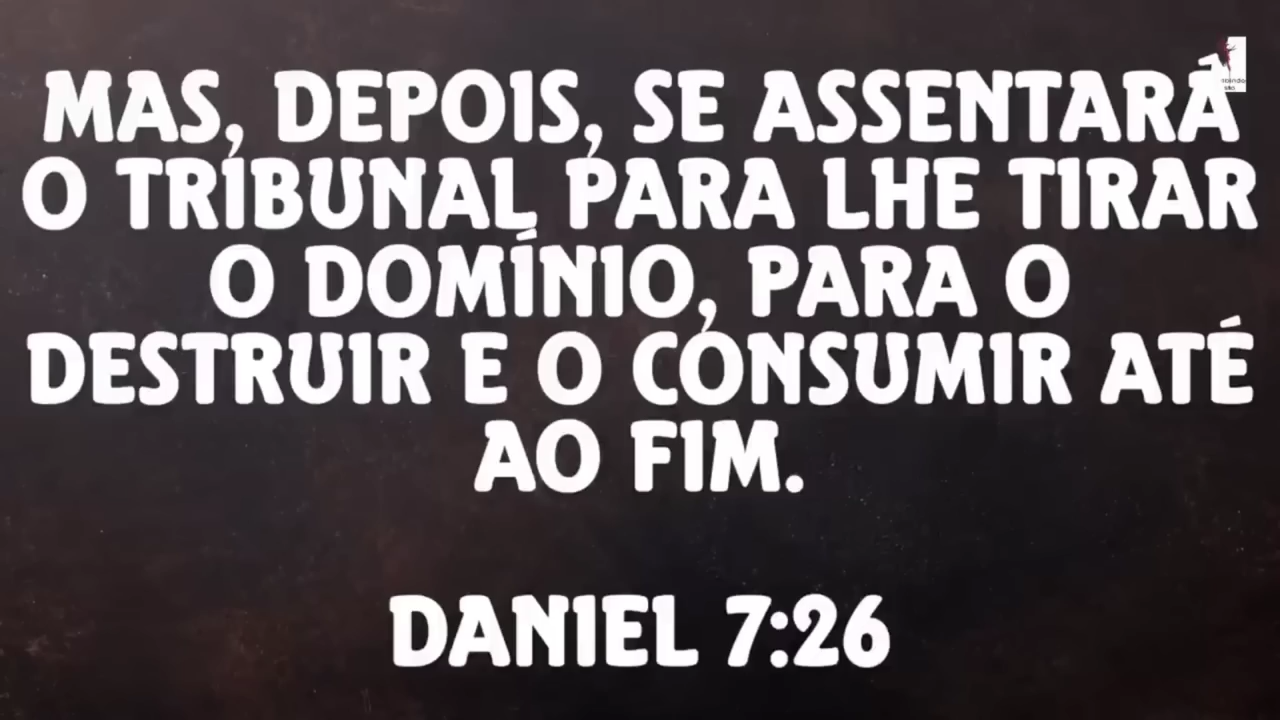 MAS, DEPOIS, SE ASSENTARÁ
O TRIBUNAL PARA LHE TIRAR
O DOMÍNIO, PARA O
DESTRUIR E O CONSUMIR ATÉ
AO FIM.
DANIEL 7:26